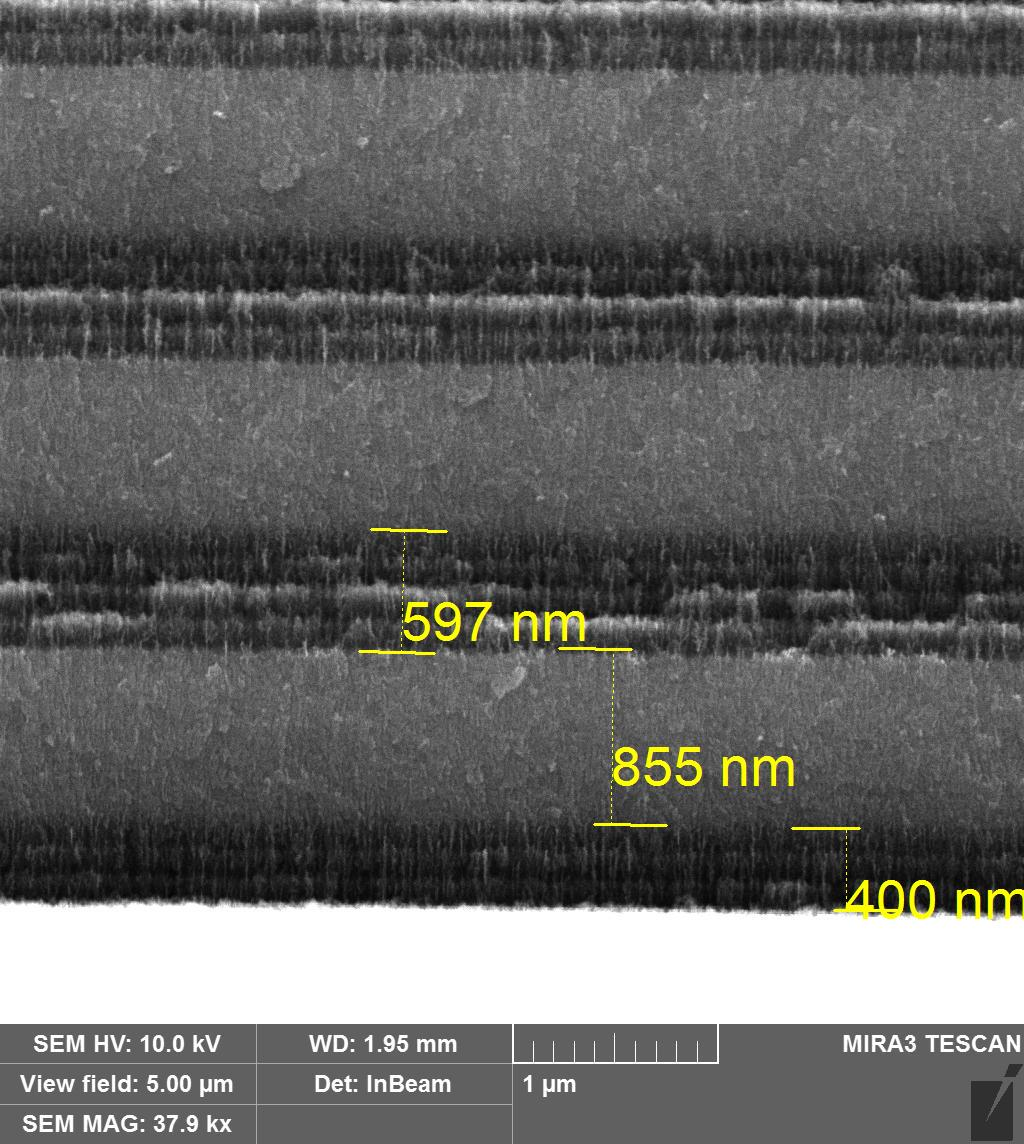 597 nm
855 nm
400 nm
SEM HV: 10.0 kV
WD: 1.95 mm
MIRA3 TESCAN
View field: 5.00 µm
Det: InBeam
1 µm
SEM MAG: 37.9 kx